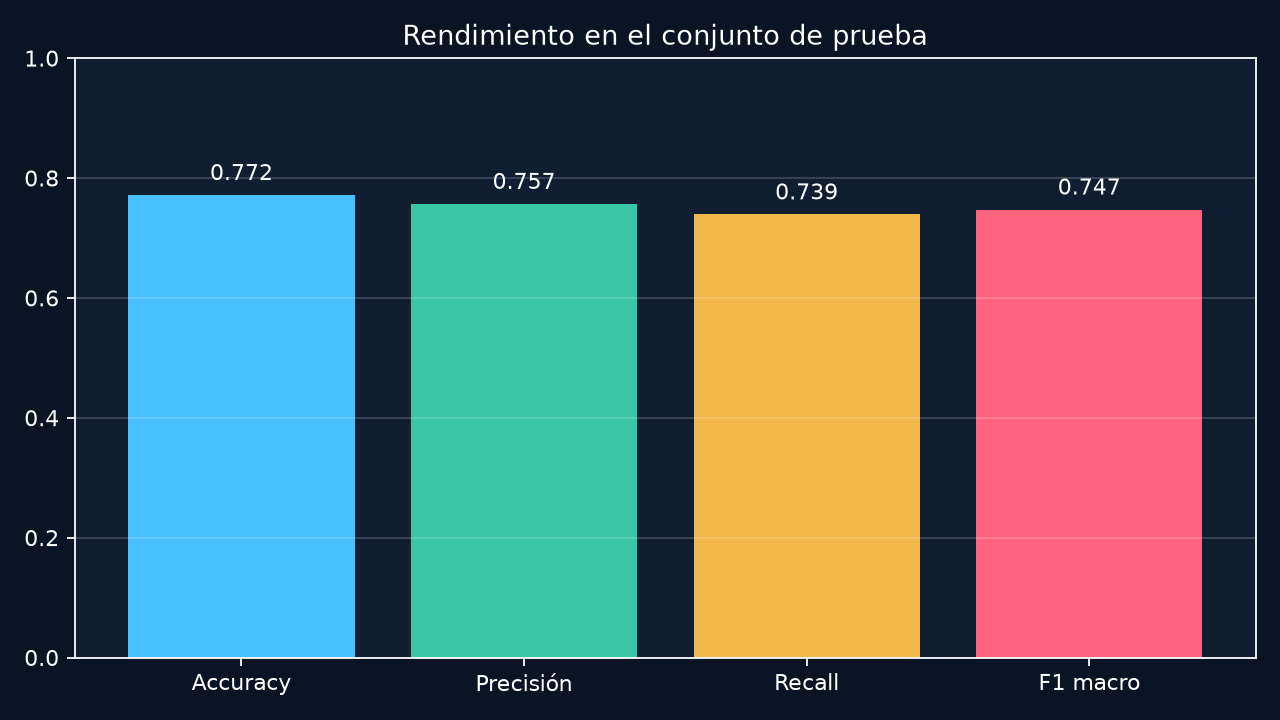 Rendimiento en el conjunto de prueba
1.0
0.8
0.6
0.4
0.2
0.0
0.772
0.757
0.739
0.747
Accuracy
Precisión
Recall
F1 macro